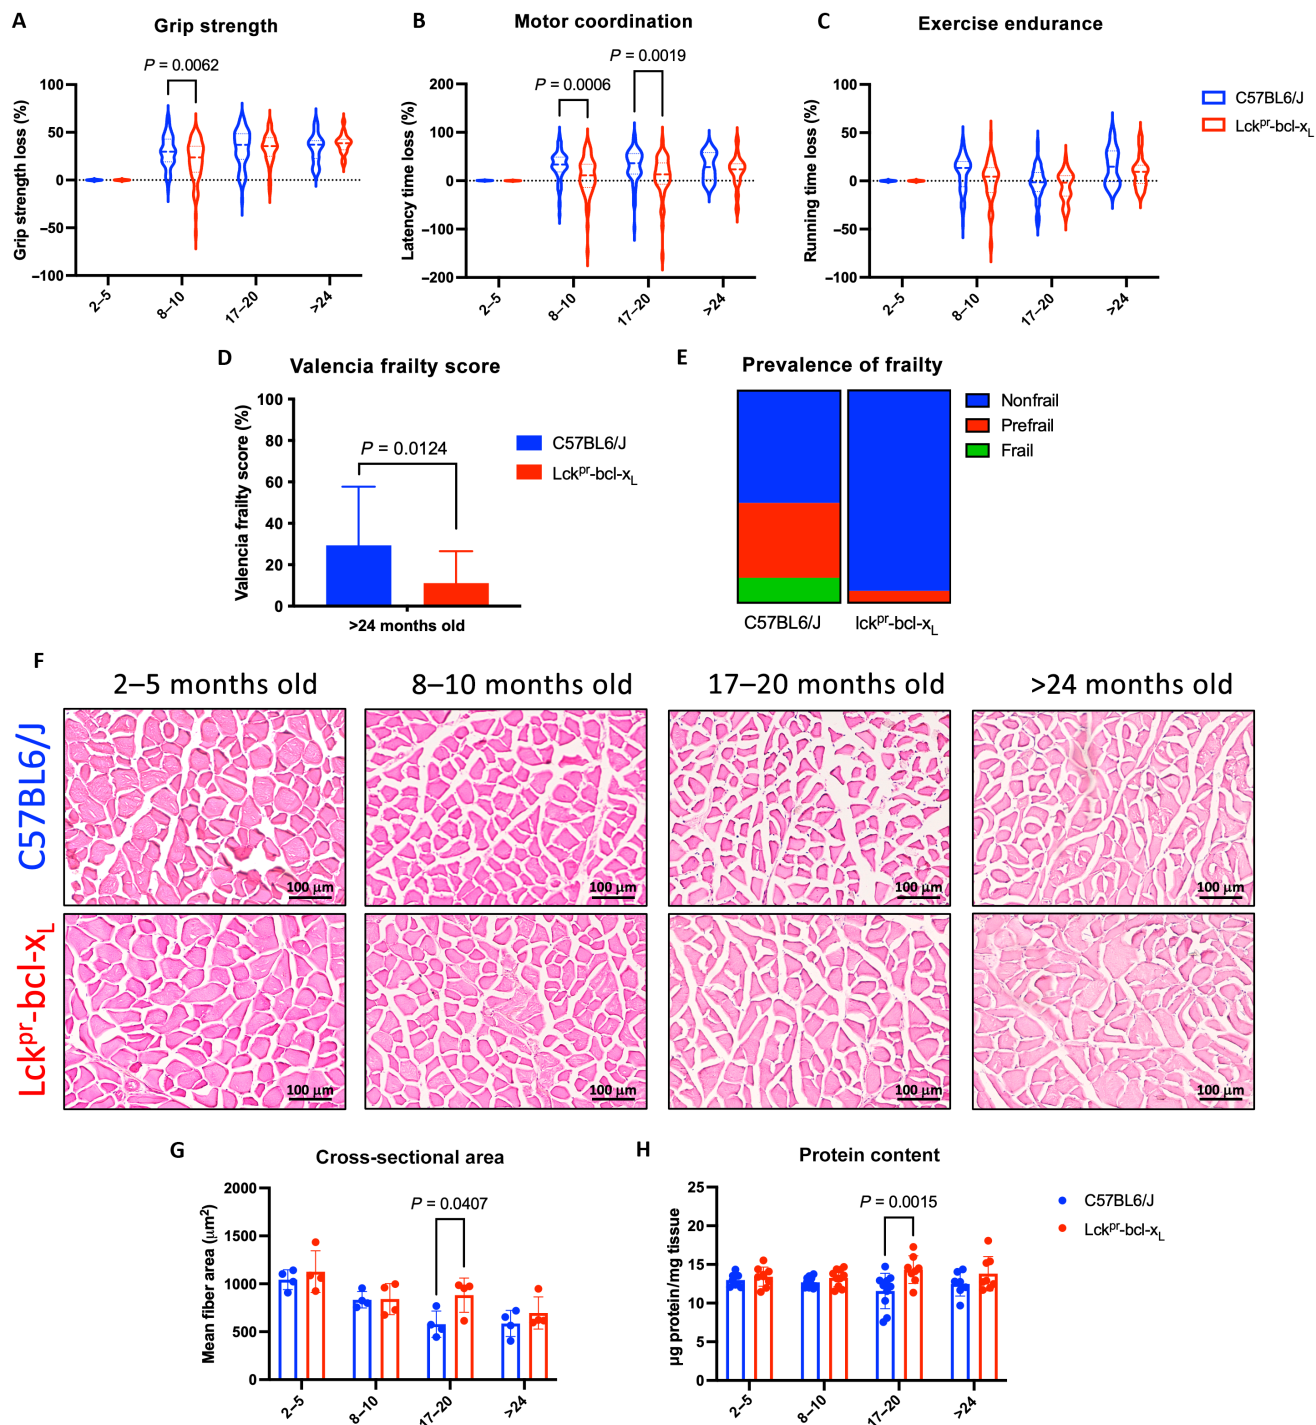 A
Grip strength
P = 0.0062
Grip strength loss (%)
100
50
0
−50
−100
2–5
8–10
17–20
>24
B
Motor coordination
P = 0.0006
P = 0.0019
Latency time loss (%)
200
100
0
−100
−200
2–5
8–10
17–20
>24
C
Exercise endurance
Running time loss (%)
100
50
0
−50
−100
2–5
8–10
17–20
>24
C57BL6/J
Lckpr-bcl-xL
D
Valencia frailty score
Valencia frailty score (%)
100
80
60
40
20
0
P = 0.0124
>24 months old
C57BL6/J
Lckpr-bcl-xL
E
Prevalence of frailty
C57BL6/J
lckpr-bcl-xL
Nonfrail
Prefrail
Frail
F
2–5 months old
8–10 months old
17–20 months old
>24 months old
C57BL6/J
100 µm
100 µm
100 µm
100 µm
Lckpr-bcl-xL
100 µm
100 µm
100 µm
100 µm
G
Cross-sectional area
Mean fiber area (µm2)
2000
1500
1000
500
0
P = 0.0407
2–5
8–10
17–20
>24
H
Protein content
µg protein/mg tissue
25
20
15
10
5
0
P = 0.0015
2–5
8–10
17–20
>24
C57BL6/J
Lckpr-bcl-xL